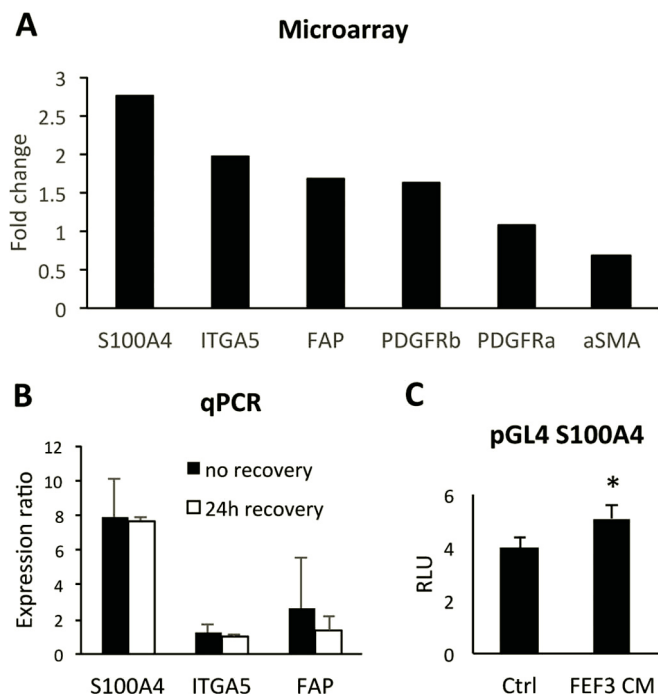 A
Microarray
Fold change
3
2.5
2
1.5
1
0.5
0
S100A4 ITGA5 FAP PDGFRb PDGFRa aSMA
B
qPCR
Expression ratio
12
10
8
6
4
2
0
no recovery
24h recovery
S100A4 ITGA5 FAP
C
pGL4 S100A4
RLU
6
4
2
0
*
Ctrl FEF3 CM